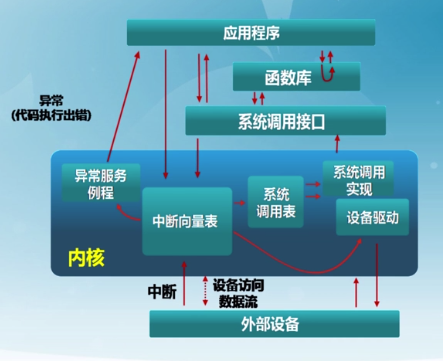 应用程序
函数库
异常
(代码执行出错)
系统调用接口
异常服务
例程
中断向量表
系统
调用表
系统调用
实现
设备驱动
内核
中断
设备访问
数据流
外部设备